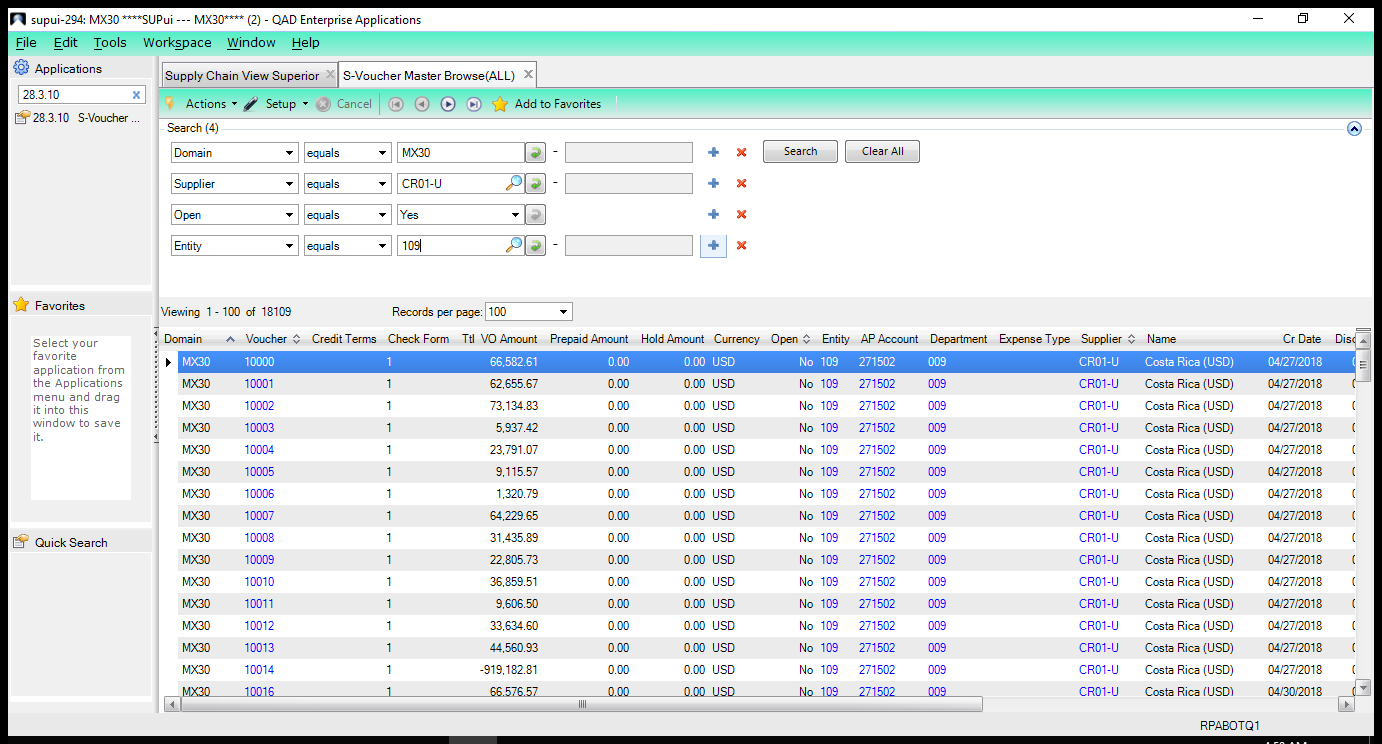 supui-294: MX30 ****SUPui --- MX30**** (2) - QAD Enterprise Applications
File Edit Tools Workspace Window Help
Applications
28.3.10
28.3.10 S-Voucher ...
Favorites
Select your
favorite
application from
the Applications
menu and drag
it into this
window to save
it.
Quick Search
Supply Chain View Superior S-Voucher Master Browse(ALL)
Actions Setup Cancel Add to Favorites
Search (4)
Domain equals MX30 - Search Clear All
Supplier equals CR01-U -
Open equals Yes
Entity equals 109 -
Viewing 1 - 100 of 18109 Records per page: 100
Domain Voucher Credit Terms Check Form Ttl VO Amount Prepaid Amount Hold Amount Currency Open Entity AP Account Department Expense Type Supplier Name Cr Date
MX30 10000 1 66,582.61 0.00 0.00 USD No 109 271502 009 CR01-U Costa Rica (USD) 04/27/2018
MX30 10001 1 62,655.67 0.00 0.00 USD No 109 271502 009 CR01-U Costa Rica (USD) 04/27/2018
MX30 10002 1 73,134.83 0.00 0.00 USD No 109 271502 009 CR01-U Costa Rica (USD) 04/27/2018
MX30 10003 1 5,937.42 0.00 0.00 USD No 109 271502 009 CR01-U Costa Rica (USD) 04/27/2018
MX30 10004 1 23,791.07 0.00 0.00 USD No 109 271502 009 CR01-U Costa Rica (USD) 04/27/2018
MX30 10005 1 9,115.57 0.00 0.00 USD No 109 271502 009 CR01-U Costa Rica (USD) 04/27/2018
MX30 10006 1 1,320.79 0.00 0.00 USD No 109 271502 009 CR01-U Costa Rica (USD) 04/27/2018
MX30 10007 1 64,229.65 0.00 0.00 USD No 109 271502 009 CR01-U Costa Rica (USD) 04/27/2018
MX30 10008 1 31,435.89 0.00 0.00 USD No 109 271502 009 CR01-U Costa Rica (USD) 04/27/2018
MX30 10009 1 22,805.73 0.00 0.00 USD No 109 271502 009 CR01-U Costa Rica (USD) 04/27/2018
MX30 10010 1 36,859.51 0.00 0.00 USD No 109 271502 009 CR01-U Costa Rica (USD) 04/27/2018
MX30 10011 1 9,606.50 0.00 0.00 USD No 109 271502 009 CR01-U Costa Rica (USD) 04/27/2018
MX30 10012 1 33,634.60 0.00 0.00 USD No 109 271502 009 CR01-U Costa Rica (USD) 04/27/2018
MX30 10013 1 44,560.93 0.00 0.00 USD No 109 271502 009 CR01-U Costa Rica (USD) 04/27/2018
MX30 10014 1 -919,182.81 0.00 0.00 USD No 109 271502 009 CR01-U Costa Rica (USD) 04/27/2018
MX30 10016 1 66,576.57 0.00 0.00 USD No 109 271502 009 CR01-U Costa Rica (USD) 04/30/2018
RPABOTQ1